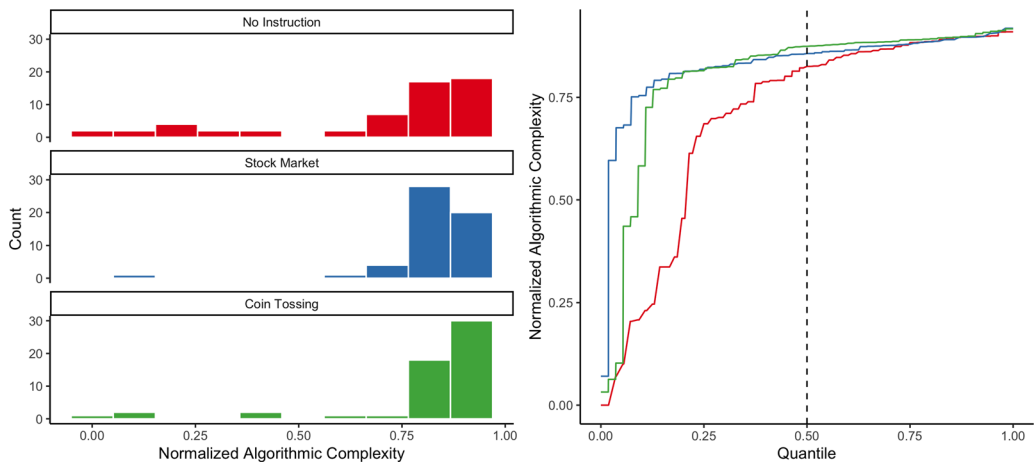 No Instruction
30
20
10
0
Stock Market
30
20
10
0
Coin Tossing
30
20
10
0
Count
0.00 0.25 0.50 0.75 1.00
Normalized Algorithmic Complexity
Normalized Algorithmic Complexity
0.75
0.50
0.25
0.00
0.00 0.25 0.50 0.75 1.00
Quantile